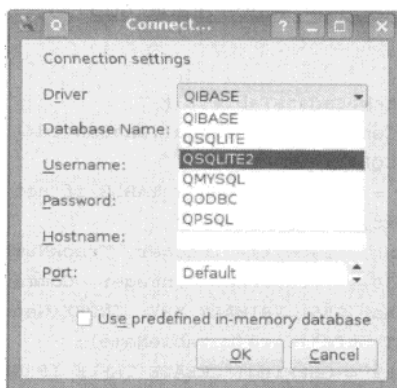 Connect...
Connection settings
Driver
QIBASE
QIBASE
Database Name:
QSQLITE
Username:
QSQLITE2
QMYSQL
Password:
QODBC
QPSQL
Hostname:
Port:
Default
Use predefined in-memory database
OK
Cancel